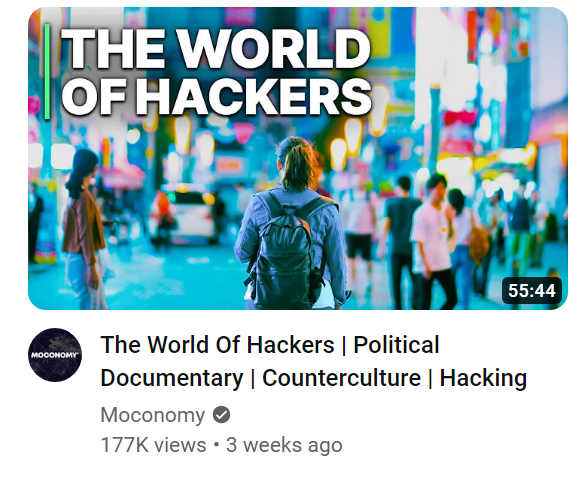 THE WORLD
OF HACKERS
55:44
MOCONOMY
The World Of Hackers | Political
Documentary | Counterculture | Hacking
Moconomy
177K views • 3 weeks ago